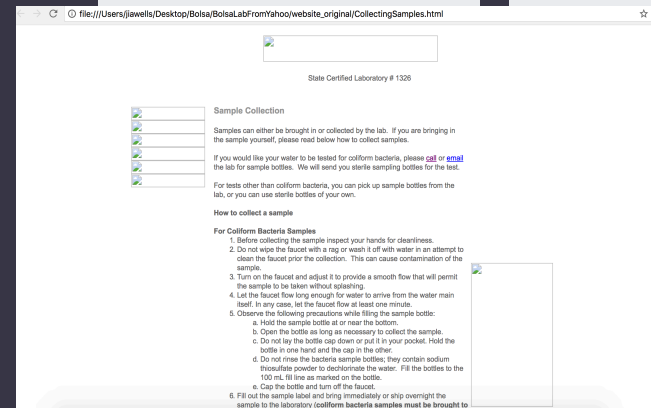 file:///Users/jiawells/Desktop/Bolsa/BolsaLabFromYahoo/website_original/CollectingSamples.html
State Certified Laboratory # 1326
Sample Collection
Samples can either be brought in or collected by the lab. If you are bringing in
the sample yourself, please read below how to collect samples.
If you would like your water to be tested for coliform bacteria, please call or email
the lab for sample bottles. We will send you sterile sampling bottles for the test.
For tests other than coliform bacteria, you can pick up sample bottles from the
lab, or you can use sterile bottles of your own.
How to collect a sample
For Coliform Bacteria Samples
1. Before collecting the sample inspect your hands for cleanliness.
2. Do not wipe the faucet with a rag or wash it off with water in an attempt to
clean the faucet prior the collection. This can cause contamination of the
sample.
3. Turn on the faucet and adjust it to provide a smooth flow that will permit
the sample to be taken without splashing.
4. Let the faucet flow long enough for water to arrive from the water main
itself. In any case, let the faucet flow at least one minute.
5. Observe the following precautions while filling the sample bottle:
a. Hold the sample bottle at or near the bottom.
b. Open the bottle as long as necessary to collect the sample.
c. Do not lay the bottle cap down or put it in your pocket. Hold the
bottle in one hand and the cap in the other.
d. Do not rinse the bacteria sample bottles; they contain sodium
thiosulfate powder to dechlorinate the water. Fill the bottles to the
100 mL fill line as marked on the bottle.
e. Cap the bottle and turn off the faucet.
6. Fill out the sample label and bring immediately or ship overnight the
sample to the laboratory (coliform bacteria samples must be brought to